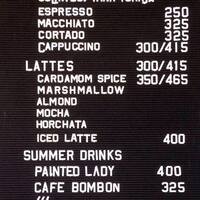 ESPRESSO 250
MACCHIATO 325
CORTADO 325
CAPPUCCINO 300/415
LATTES 300/415
CARDAMOM SPICE 350/465
MARSHMALLOW
ALMOND
MOCHA
HORCHATA
ICED LATTE 400
SUMMER DRINKS
PAINTED LADY 400
CAFE BOMBON 325